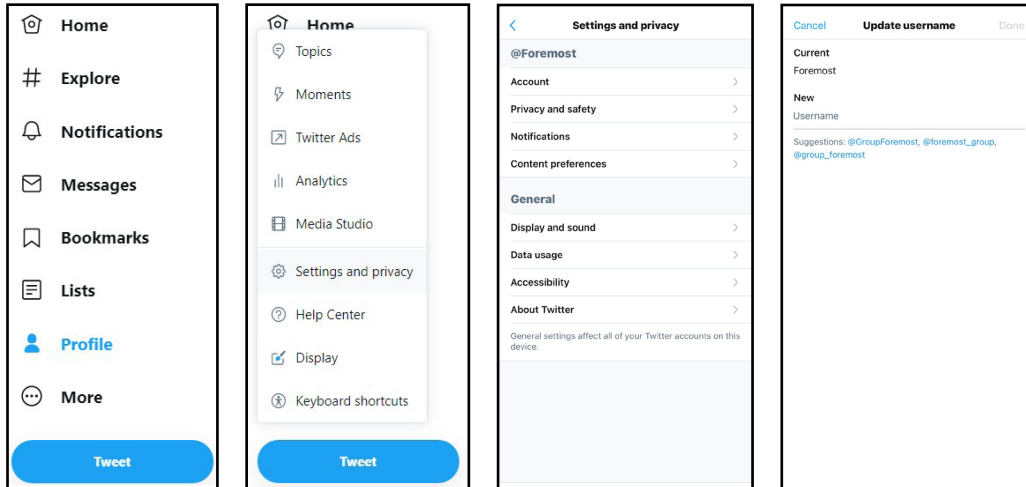 Home
Explore
Notifications
Messages
Bookmarks
Lists
Profile
More
Tweet
Home
Topics
Moments
Twitter Ads
Analytics
Media Studio
Settings and privacy
Help Center
Display
Keyboard shortcuts
Tweet
Settings and privacy
@Foremost
Account
Privacy and safety
Notifications
Content preferences
General
Display and sound
Data usage
Accessibility
About Twitter
General settings affect all of your Twitter accounts on this
device.
Cancel Update username Done
Current
Foremost
New
Username
Suggestions: @GroupForemost, @foremost_group,
@group_foremost